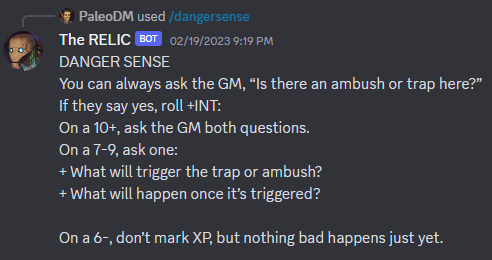 PaleoDM used /dangersense
The RELIC BOT 02/19/2023 9:19 PM
DANGER SENSE
You can always ask the GM, “Is there an ambush or trap here?”
If they say yes, roll +INT:
On a 10+, ask the GM both questions.
On a 7-9, ask one:
+ What will trigger the trap or ambush?
+ What will happen once it’s triggered?
On a 6-, don’t mark XP, but nothing bad happens just yet.